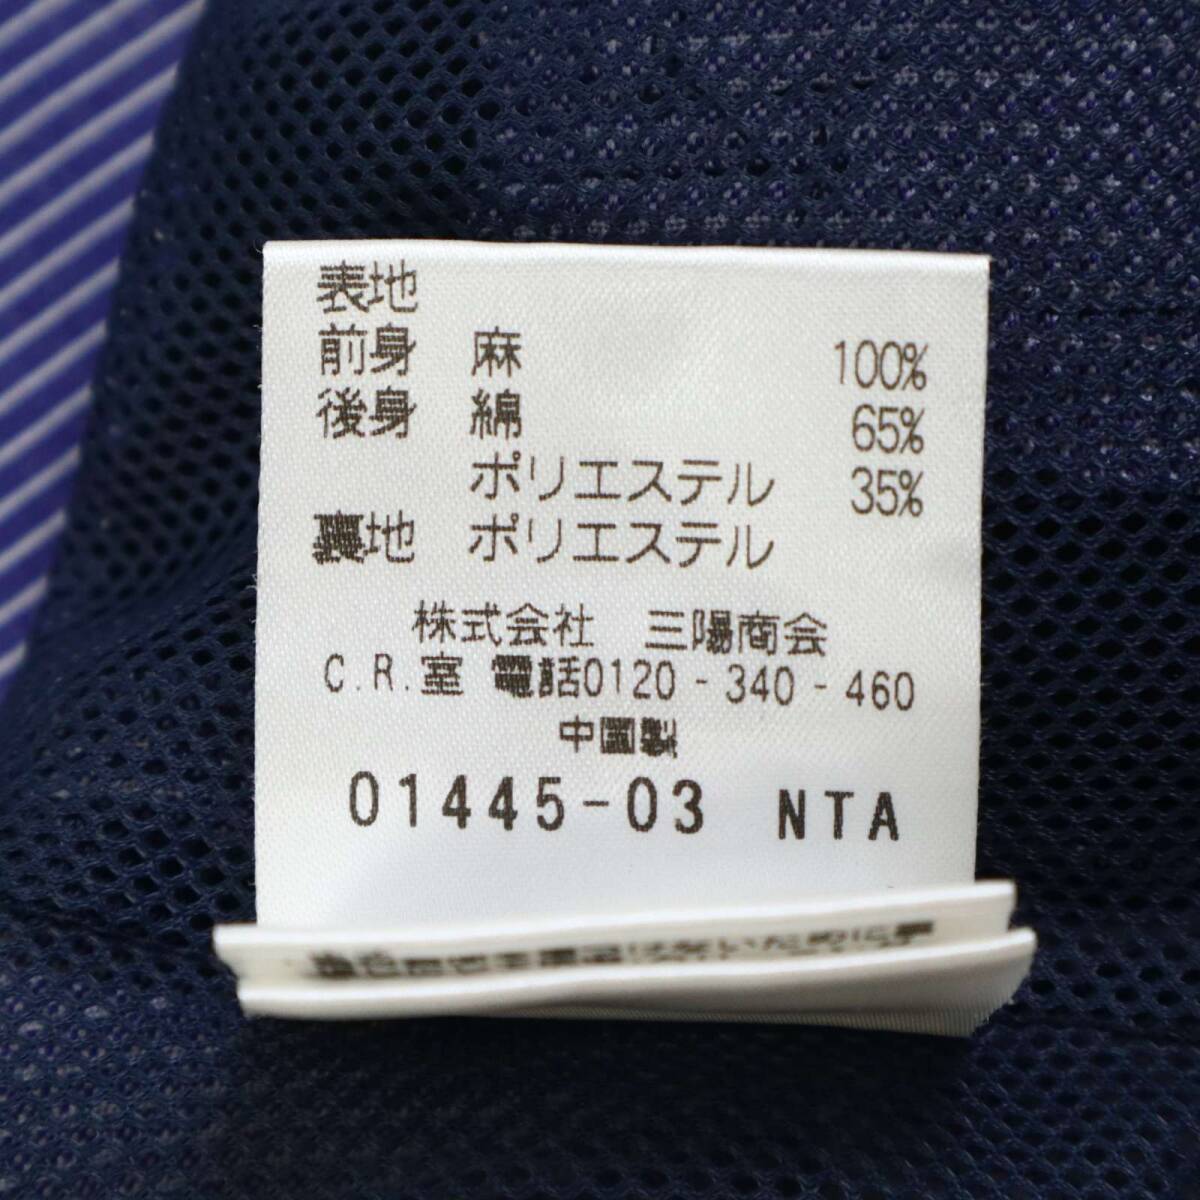 表地
前身 麻 100%
後身 綿 65%
ポリエステル 35%
裏地 ポリエステル
株式会社 三陽商会
C.R.室 電話0120-340-460
中国製
01445-03 NTA